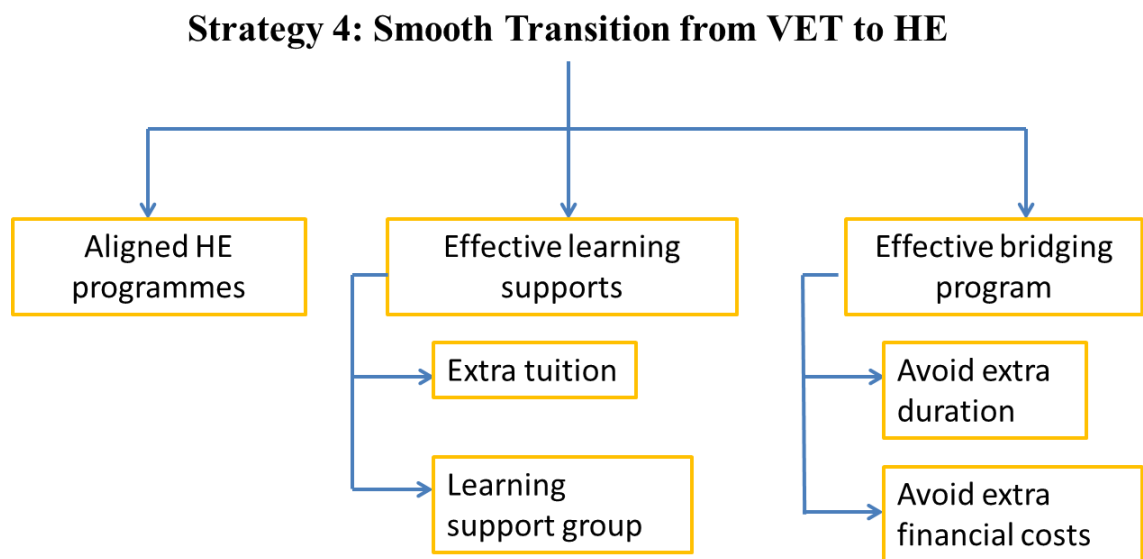 Strategy 4: Smooth Transition from VET to HE
Aligned HE
programmes
Effective learning
supports
Extra tuition
Learning
support group
Effective bridging
program
Avoid extra
duration
Avoid extra
financial costs